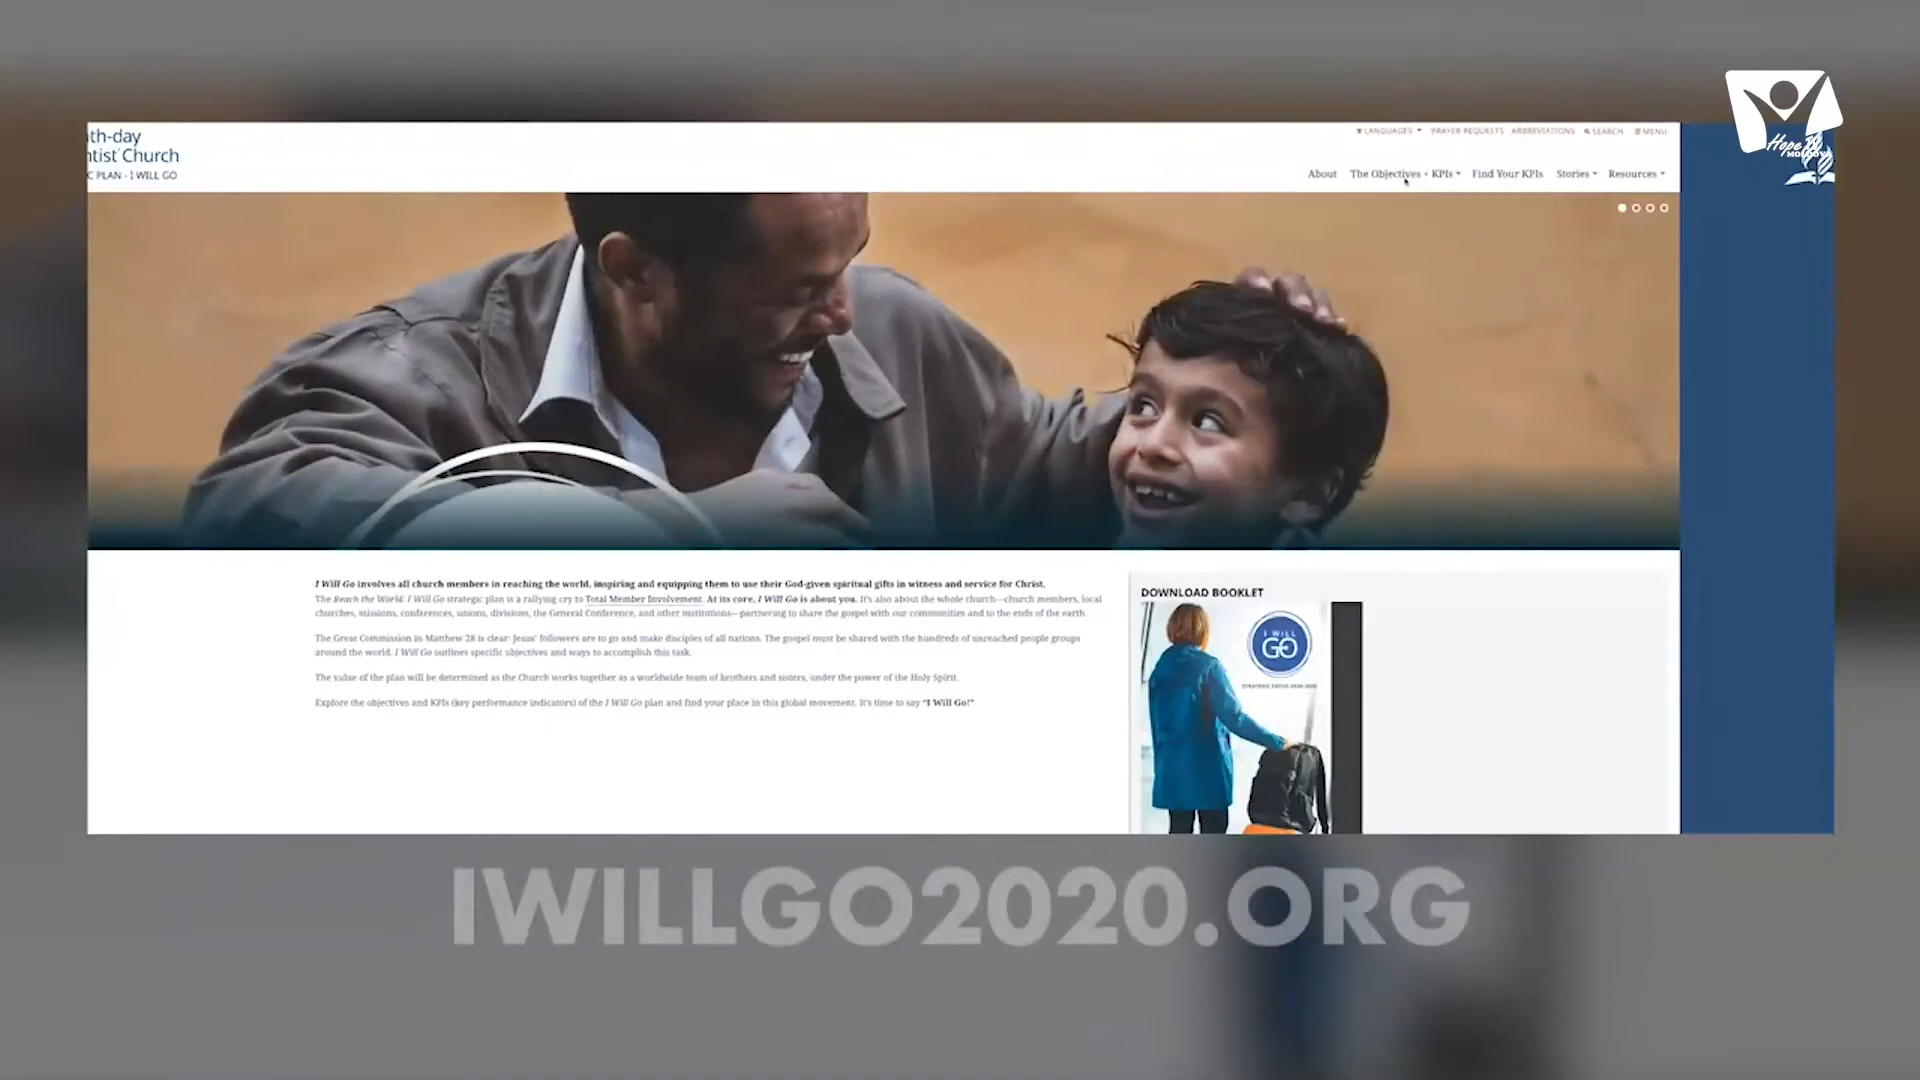 Hope TV
MOLDOVA
nth-day
ntist Church
C PLAN - I WILL GO
LANGUAGES
PRAYER REQUESTS
ABBREVIATIONS
SEARCH
MENU
About
The Objectives + KPIs
Find Your KPIs
Stories
Resources
I Will Go involves all church members in reaching the world, inspiring and equipping them to use their God-given spiritual gifts in witness and service for Christ.
The Reach the World: I Will Go strategic plan is a rallying cry to Total Member Involvement. At its core, I Will Go is about you. It's also about the whole church—church members, local
churches, missions, conferences, unions, divisions, the General Conference, and other institutions—partnering to share the gospel with our communities and to the ends of the earth.
The Great Commission in Matthew 28 is clear: Jesus' followers are to go and make disciples of all nations. The gospel must be shared with the hundreds of unreached people groups
around the world. I Will Go outlines specific objectives and ways to accomplish this task.
The value of the plan will be determined as the Church works together as a worldwide team of brothers and sisters, under the power of the Holy Spirit.
Explore the objectives and KPIs (key performance indicators) of the I Will Go plan and find your place in this global movement. It's time to say "I Will Go!"
DOWNLOAD BOOKLET
I WILL
GO
IWILLGO2020.ORG